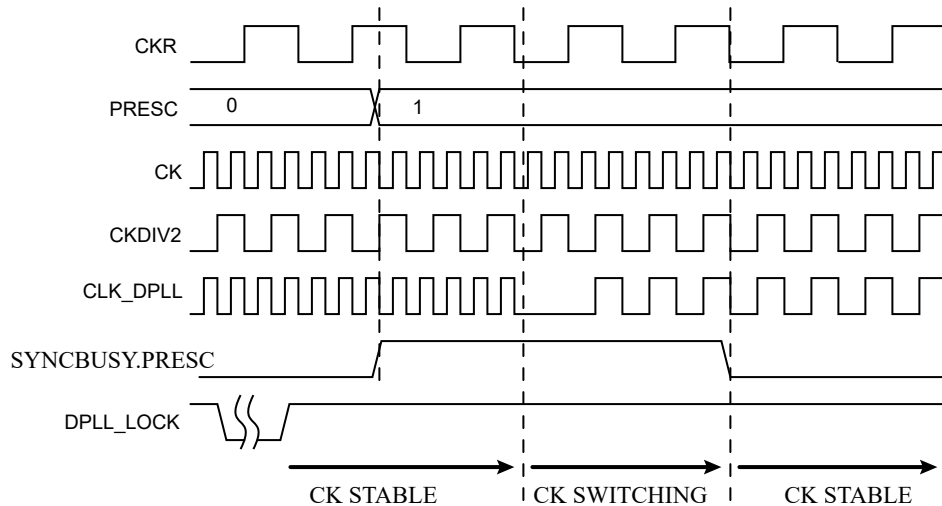 CKR
PRESC
0
1
CK
CKDIV2
CLK_DPLL
SYNCBUSY.PRESC
DPLL_LOCK
CK STABLE
CK SWITCHING
CK STABLE